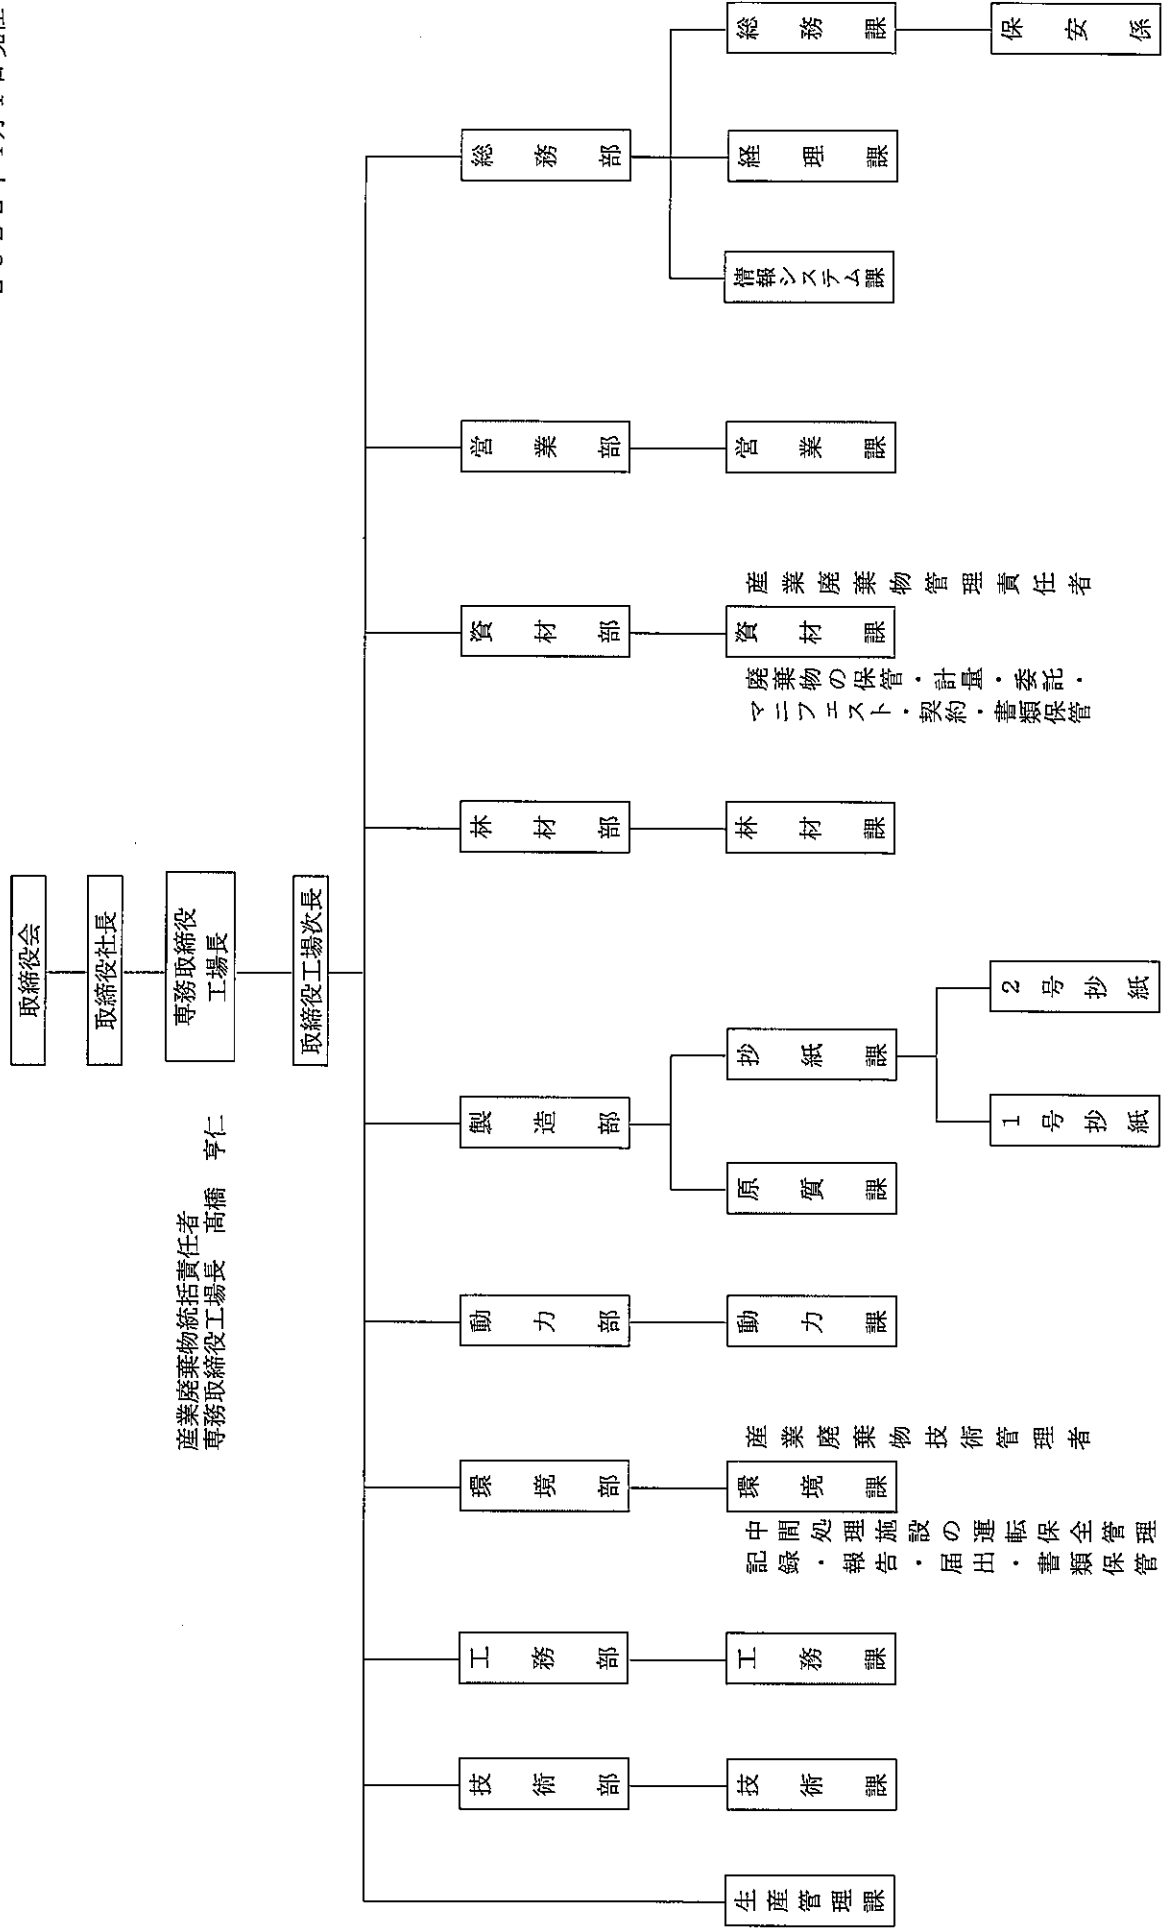 取締役会
取締役社長
専務取締役
工場長
産業廃棄物統括責任者
専務取締役工場長　髙橋　亨仁
取締役工場次長
生産管理課
技術部
技術課
工務部
工務課
環境部
産業廃棄物技術管理者
環境課
中間処理施設の運転保全管理
記録・報告・届出・書類保管
動力部
動力課
製造部
原質課
抄紙課
1号抄紙
2号抄紙
林材部
林材課
資材部
産業廃棄物管理責任者
資材課
廃棄物の保管・計量・委託・
マニフェスト・契約・書類保管
営業部
営業課
総務部
情報システム課
経理課
総務課
保安係